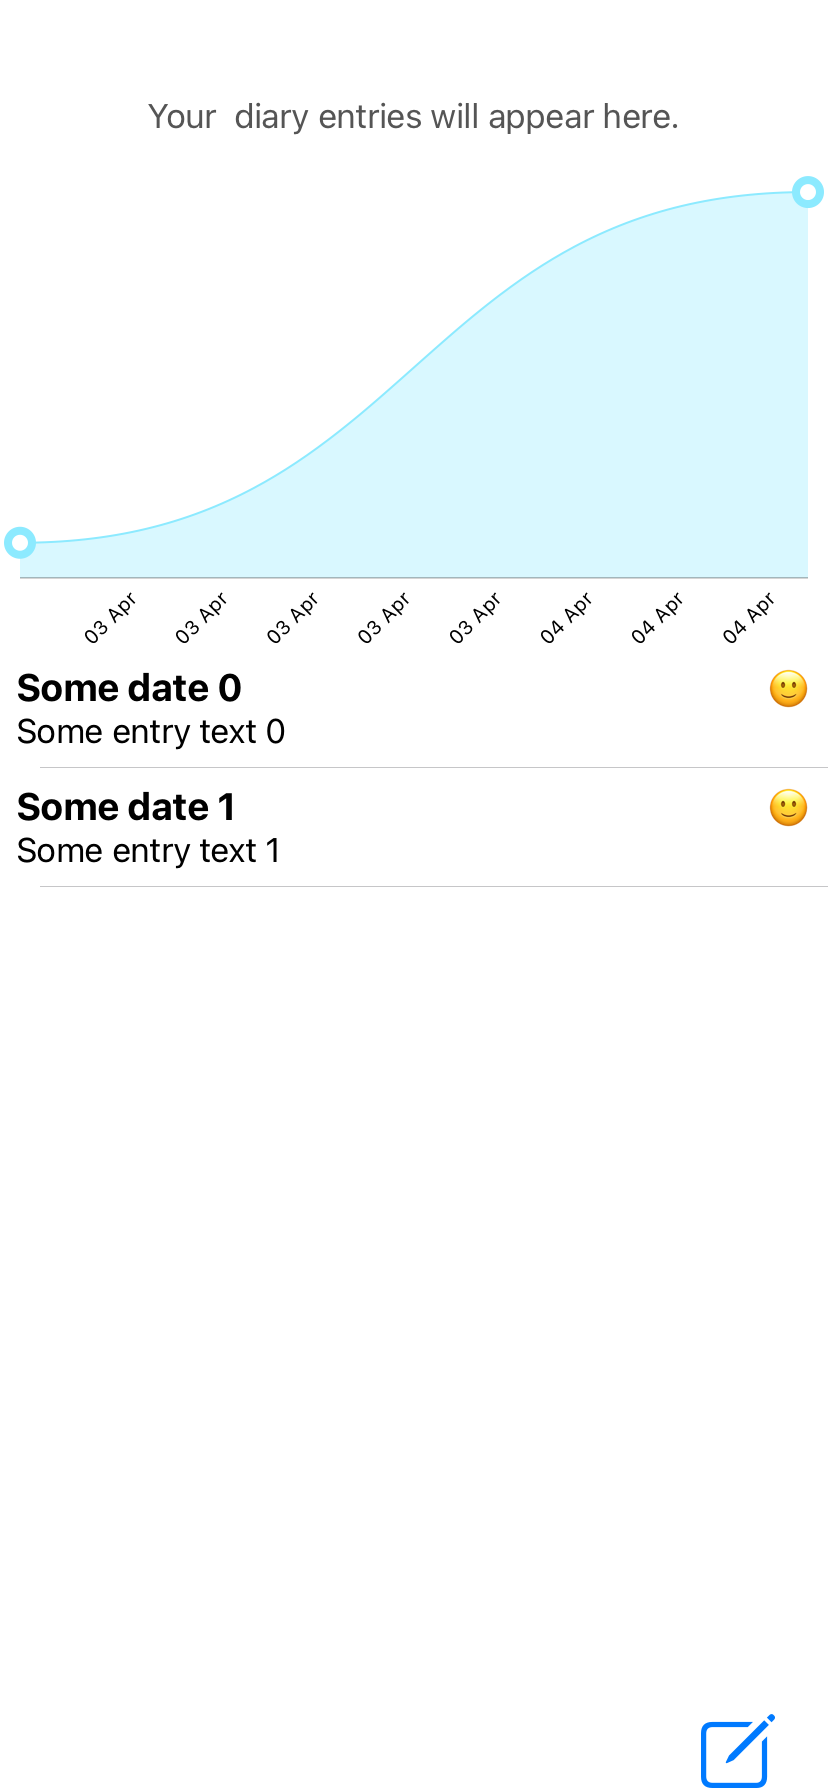 Your  diary entries will appear here.
03 Apr 03 Apr 03 Apr 03 Apr 03 Apr 04 Apr 04 Apr 04 Apr
Some date 0 🙂
Some entry text 0
Some date 1 🙂
Some entry text 1